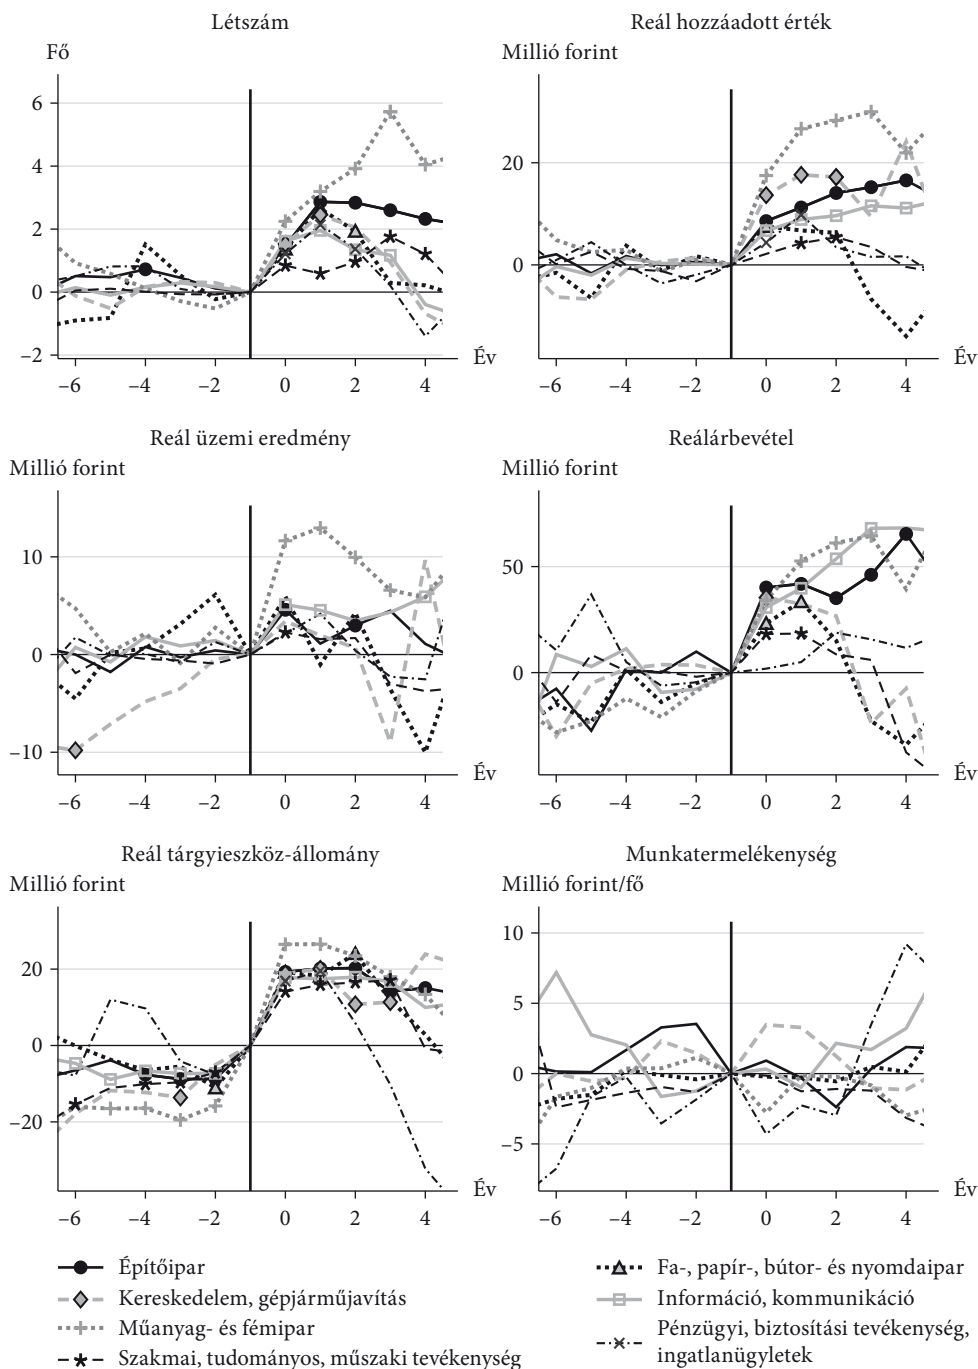 Létszám
Fő
6
4
2
0
–2
–6 –4 –2 0 2 4
Év
Reál hozzáadott érték
Millió forint
20
0
–6 –4 –2 0 2 4
Év
Reál üzemi eredmény
Millió forint
10
0
–10
–6 –4 –2 0 2 4
Év
Reálárbevétel
Millió forint
50
0
–6 –4 –2 0 2 4
Év
Reál tárgyieszköz-állomány
Millió forint
20
0
–20
–6 –4 –2 0 2 4
Év
Munkatermelékenység
Millió forint/fő
10
5
0
–5
–6 –4 –2 0 2 4
Év
Építőipar
Kereskedelem, gépjárműjavítás
Műanyag- és fémipar
Szakmai, tudományos, műszaki tevékenység
Fa-, papír-, bútor- és nyomdaipar
Információ, kommunikáció
Pénzügyi, biztosítási tevékenység,
ingatlanügyletek